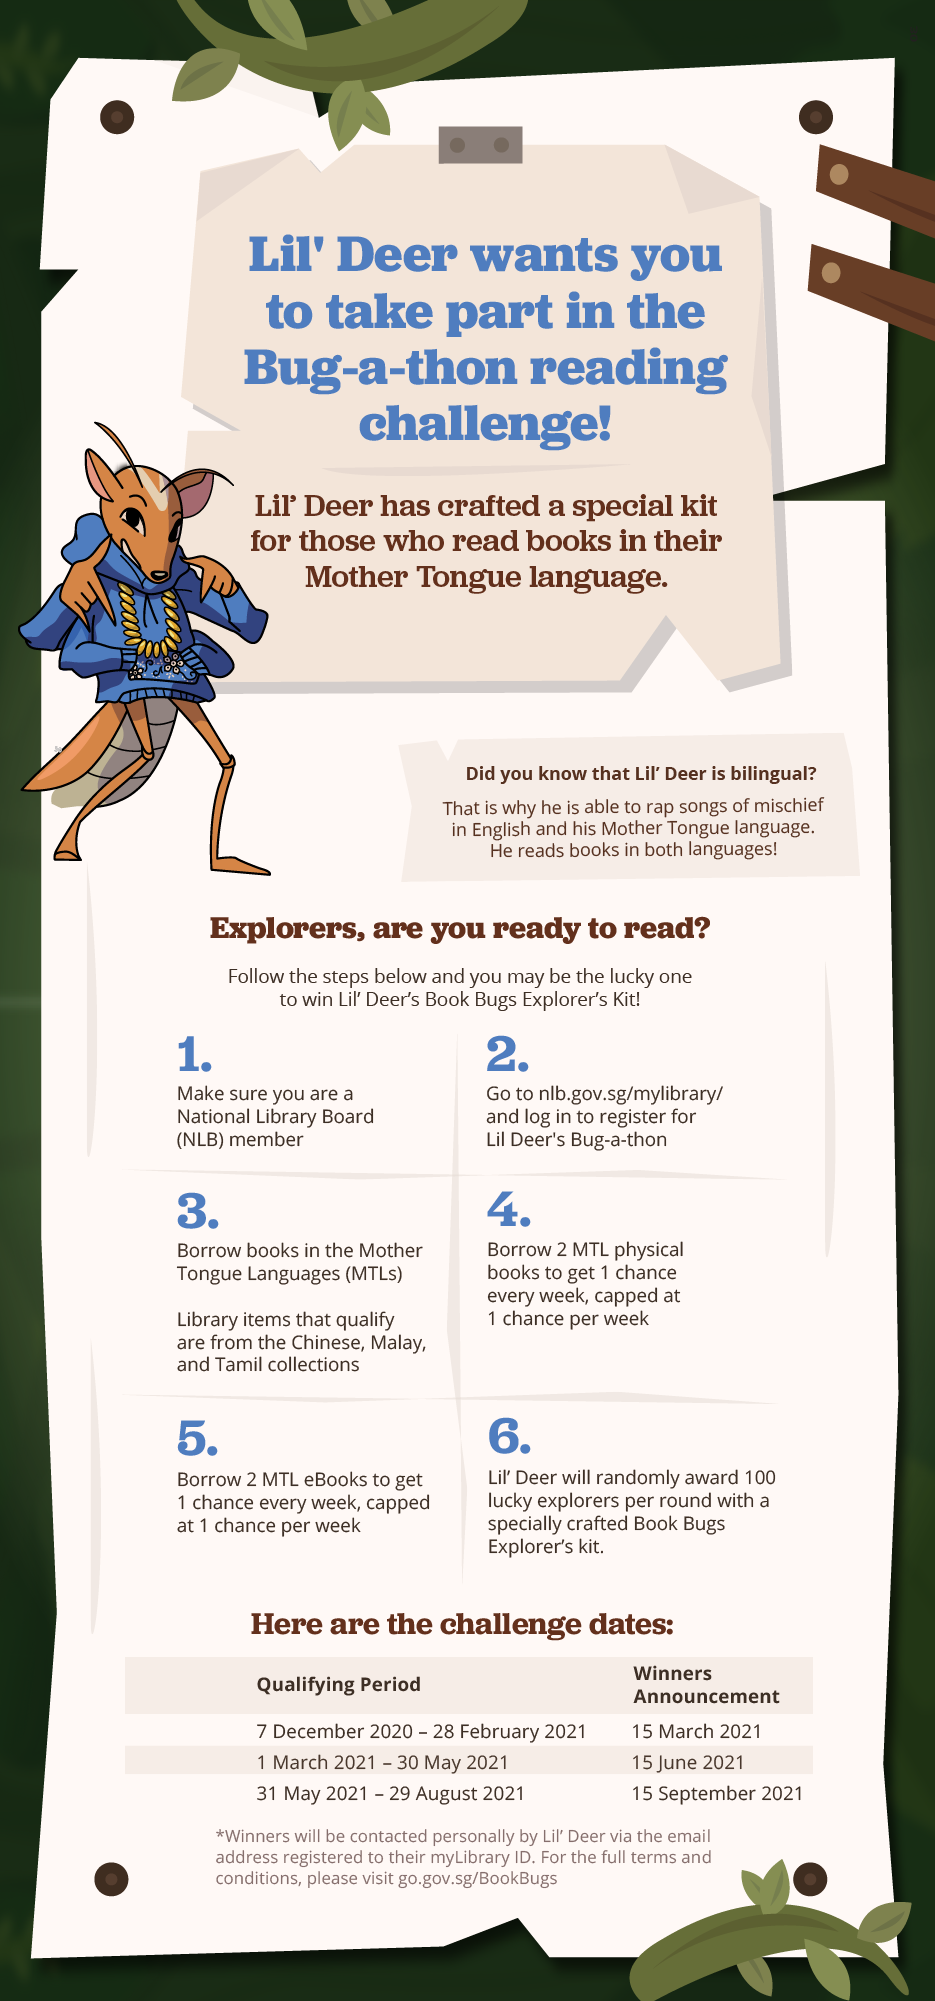 Lil' Deer wants you
to take part in the
Bug-a-thon reading
challenge!
Lil’ Deer has crafted a special kit
for those who read books in their
Mother Tongue language.
Did you know that Lil’ Deer is bilingual?
That is why he is able to rap songs of mischief
in English and his Mother Tongue language.
He reads books in both languages!
Explorers, are you ready to read?
Follow the steps below and you may be the lucky one
to win Lil’ Deer’s Book Bugs Explorer’s Kit!
1.
Make sure you are a
National Library Board
(NLB) member
2.
Go to nlb.gov.sg/mylibrary/
and log in to register for
Lil Deer's Bug-a-thon
3.
Borrow books in the Mother
Tongue Languages (MTLs)
Library items that qualify
are from the Chinese, Malay,
and Tamil collections
4.
Borrow 2 MTL physical
books to get 1 chance
every week, capped at
1 chance per week
5.
Borrow 2 MTL eBooks to get
1 chance every week, capped
at 1 chance per week
6.
Lil’ Deer will randomly award 100
lucky explorers per round with a
specially crafted Book Bugs
Explorer’s kit.
Here are the challenge dates:
Qualifying Period
Winners
Announcement
7 December 2020 – 28 February 2021 15 March 2021
1 March 2021 – 30 May 2021 15 June 2021
31 May 2021 – 29 August 2021 15 September 2021
*Winners will be contacted personally by Lil’ Deer via the email
address registered to their myLibrary ID. For the full terms and
conditions, please visit go.gov.sg/BookBugs